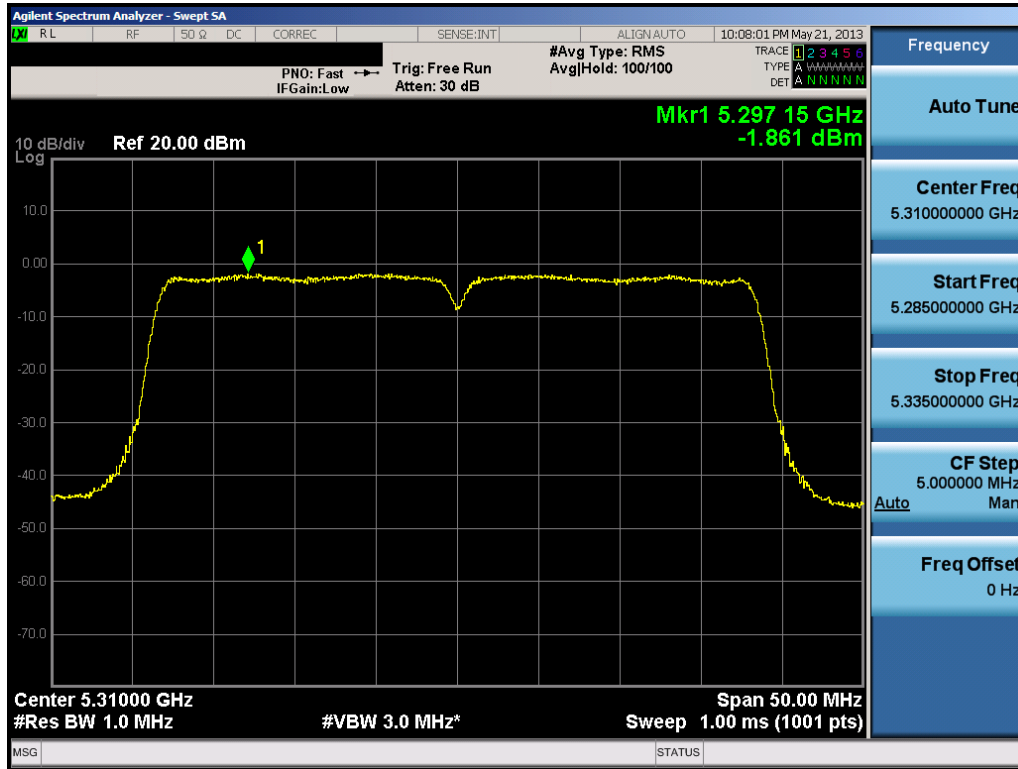 Agilent Spectrum Analyzer - Swept SA
LXI RL RF 50 Ω DC CORREC SENSE:INT ALIGNAUTO 10:08:01 PM May 21, 2013
PNO: Fast
IFGain:Low
Trig: Free Run
Atten: 30 dB
#Avg Type: RMS
Avg|Hold: 100/100
TRACE 1 2 3 4 5 6
TYPE A WWWWW
DET A N N N N N
Mkr1 5.297 15 GHz
-1.861 dBm
10 dB/div
Log
Ref 20.00 dBm
1
10.0
0.00
-10.0
-20.0
-30.0
-40.0
-50.0
-60.0
-70.0
Center 5.31000 GHz
Span 50.00 MHz
#Res BW 1.0 MHz
#VBW 3.0 MHz*
Sweep 1.00 ms (1001 pts)
MSG
STATUS
Frequency
Auto Tune
Center Freq
5.310000000 GHz
Start Freq
5.285000000 GHz
Stop Freq
5.335000000 GHz
CF Step
5.000000 MHz
Auto Man
Freq Offset
0 Hz